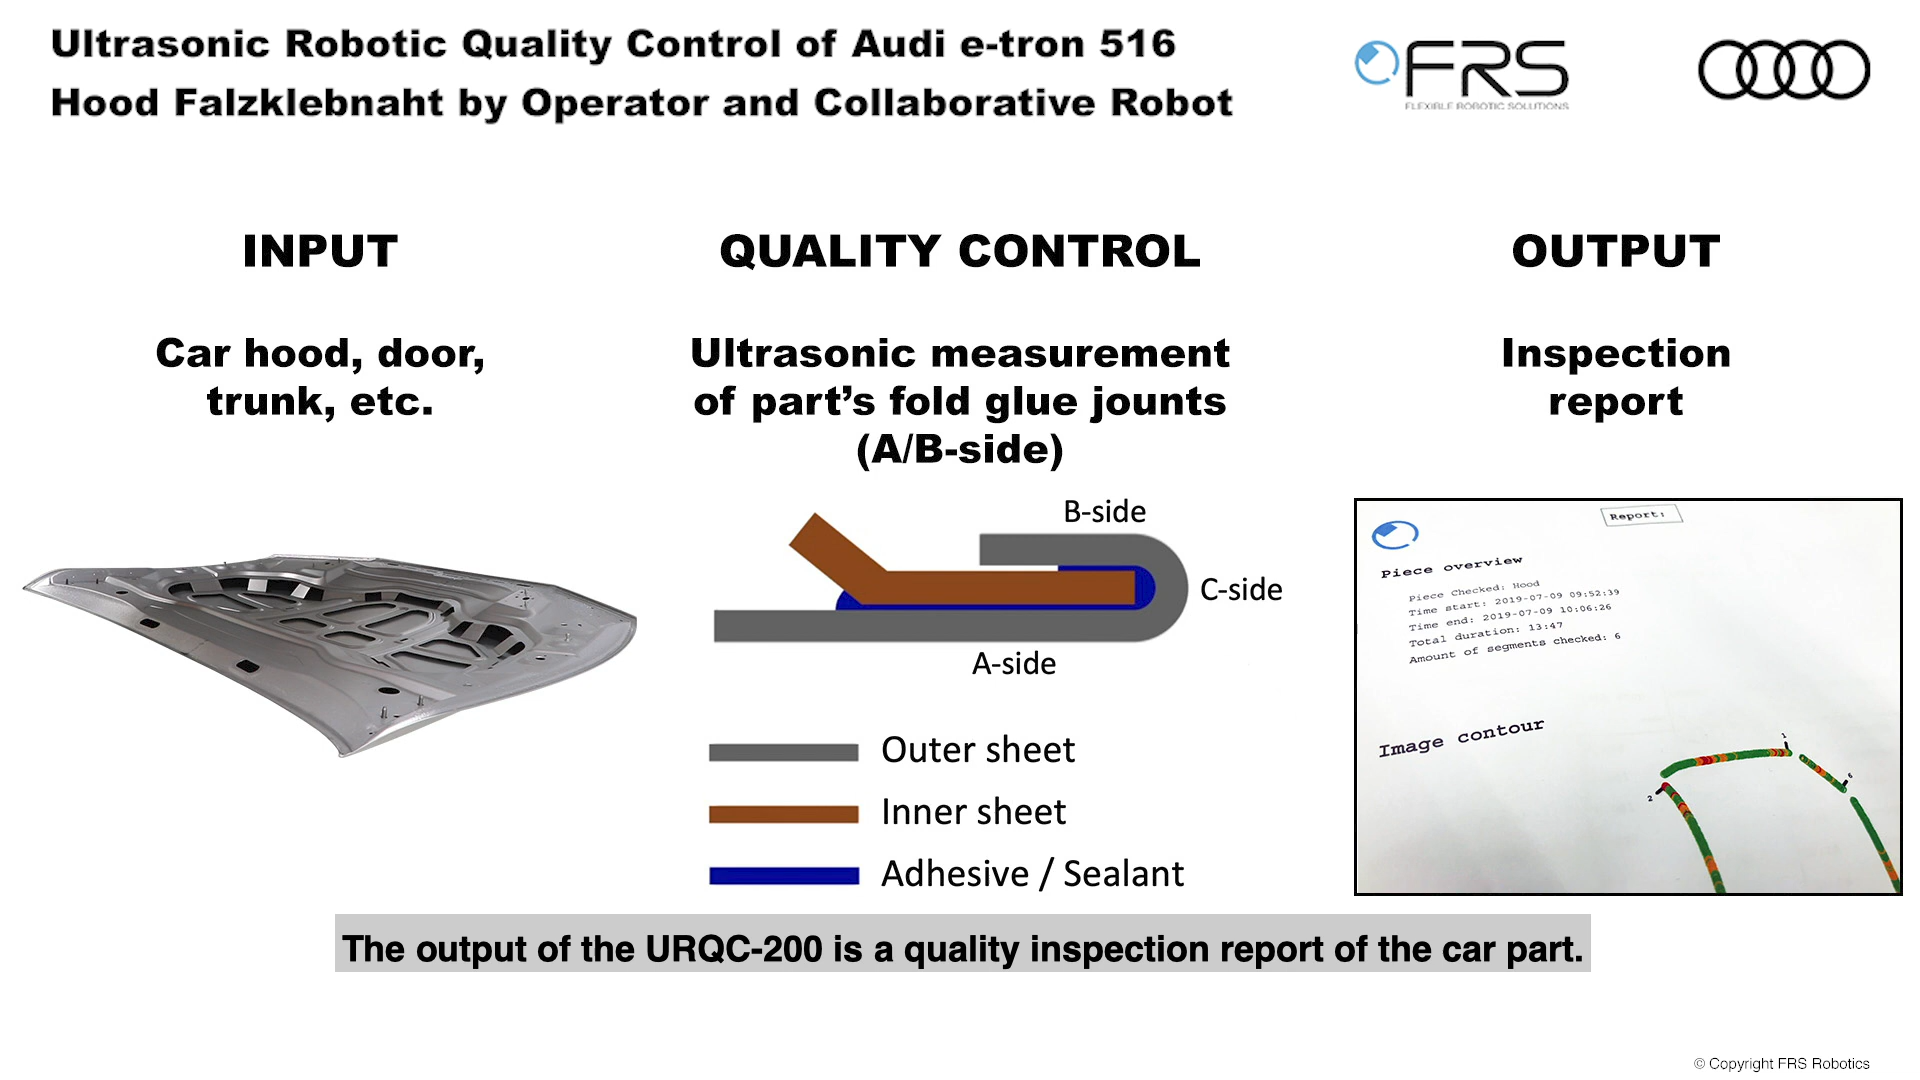 Ultrasonic Robotic Quality Control of Audi e-tron 516
Hood Falzklebnaht by Operator and Collaborative Robot
FRS
FLEXIBLE ROBOTIC SOLUTIONS
INPUT
Car hood, door,
trunk, etc.
QUALITY CONTROL
Ultrasonic measurement
of part’s fold glue jounts
(A/B-side)
B-side
C-side
A-side
Outer sheet
Inner sheet
Adhesive / Sealant
OUTPUT
Inspection
report
Report:
Piece overview
Piece Checked: Hood
Time start: 2019-07-09 09:52:39
Time end: 2019-07-09 10:06:26
Total duration: 13:47
Amount of segments checked: 6
Image contour
1
6
2
The output of the URQC-200 is a quality inspection report of the car part.
© Copyright FRS Robotics